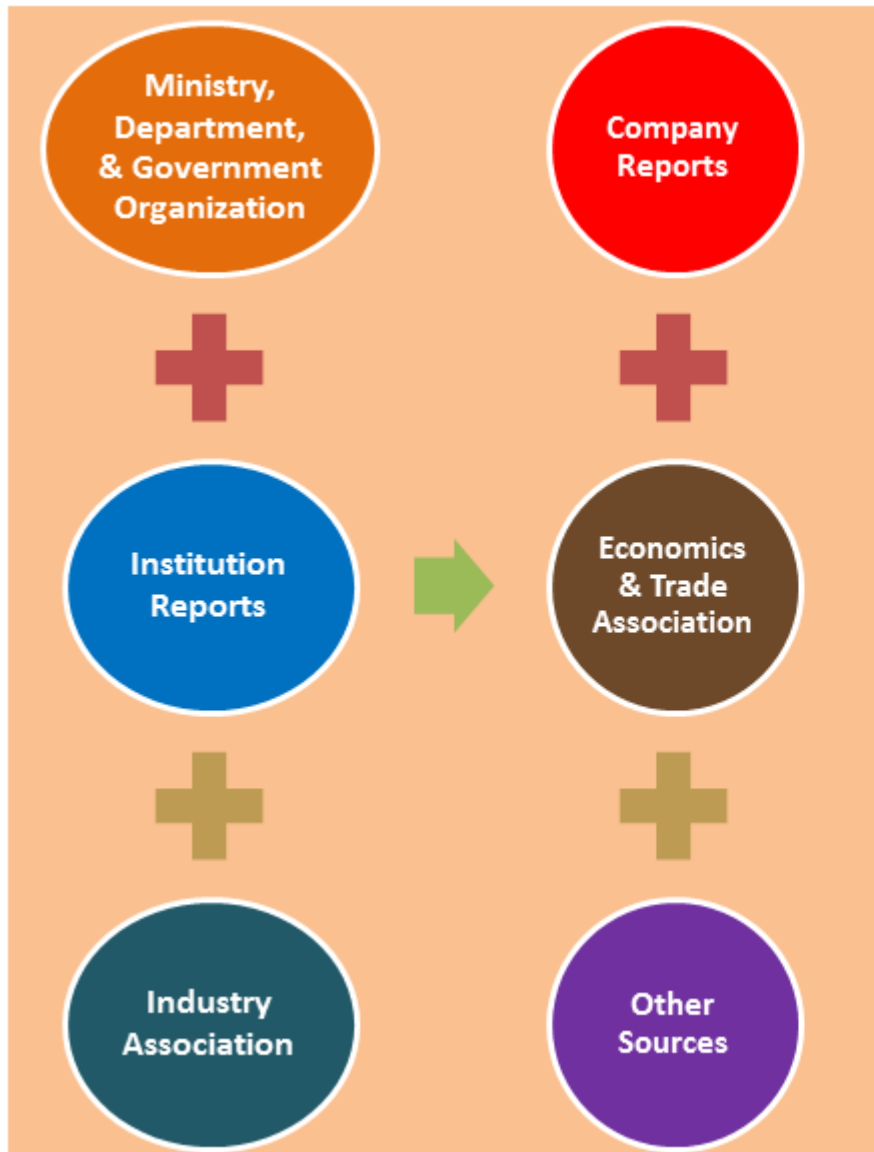 Ministry,
Department,
& Government
Organization
Company
Reports
Institution
Reports
Economics
& Trade
Association
Industry
Association
Other
Sources